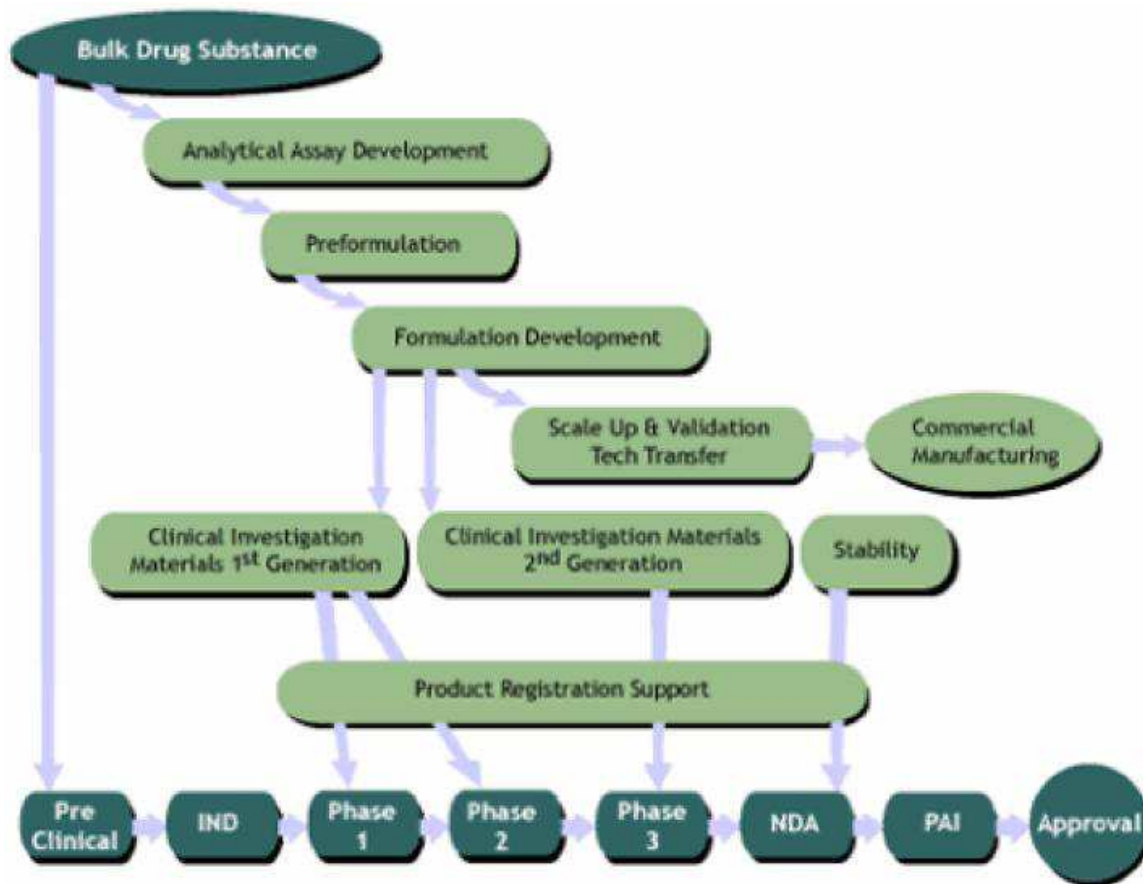 Bulk Drug Substance
Analytical Assay Development
Preformulation
Formulation Development
Scale Up & Validation
Tech Transfer
Commercial
Manufacturing
Clinical Investigation
Materials 1st Generation
Clinical Investigation Materials
2nd Generation
Stability
Product Registration Support
Pre
Clinical
IND
Phase
1
Phase
2
Phase
3
NDA
PAI
Approval